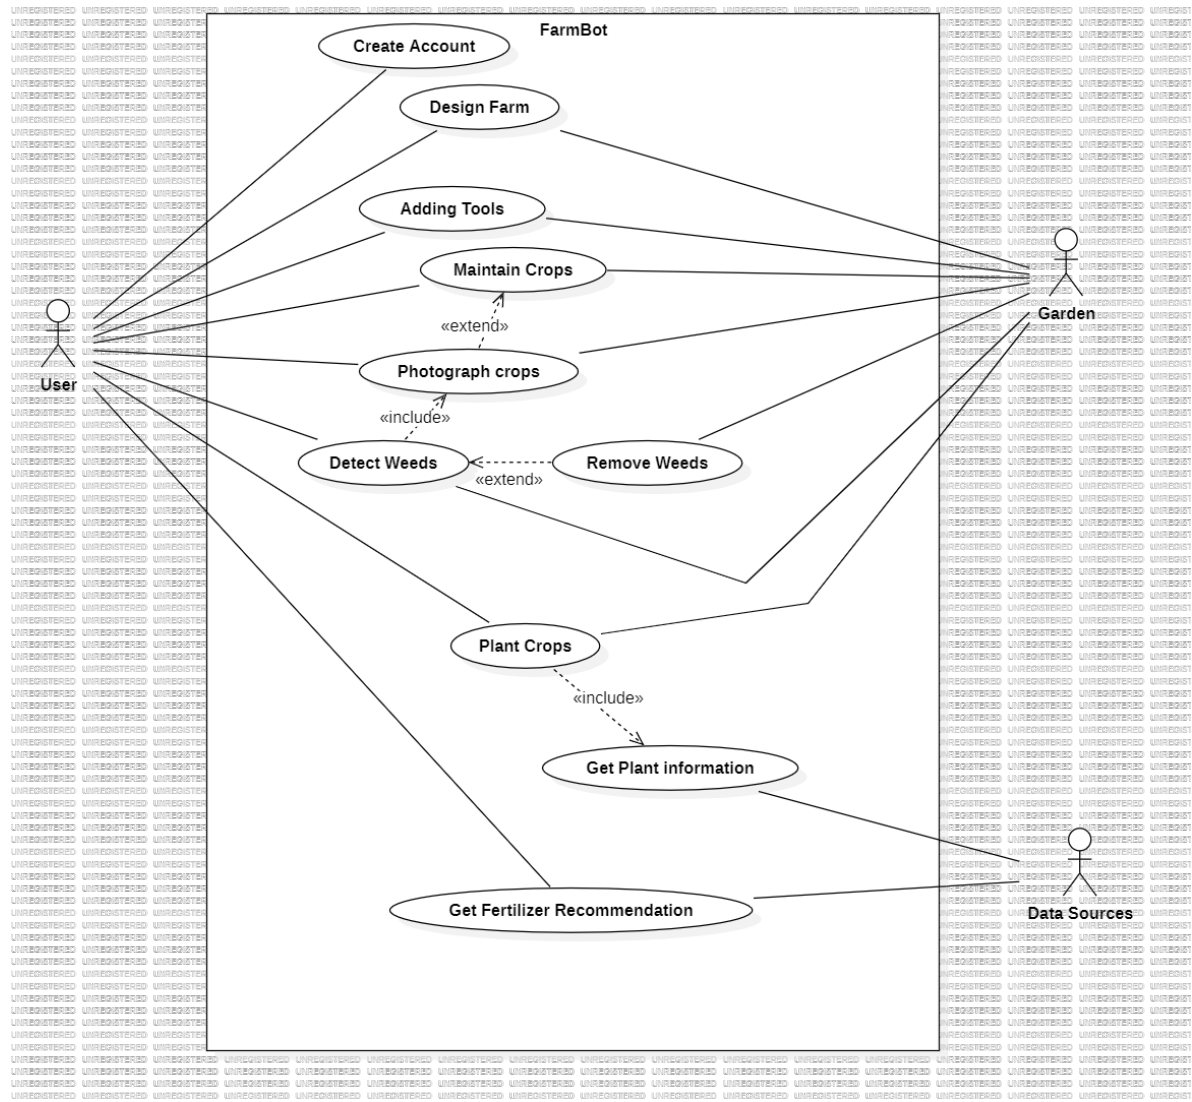 FarmBot
Create Account
Design Farm
Adding Tools
Maintain Crops
Garden
«extend»
Photograph crops
User
«include»
Detect Weeds
Remove Weeds
«extend»
Plant Crops
«include»
Get Plant information
Get Fertilizer Recommendation
Data Sources
UNREGISTERED